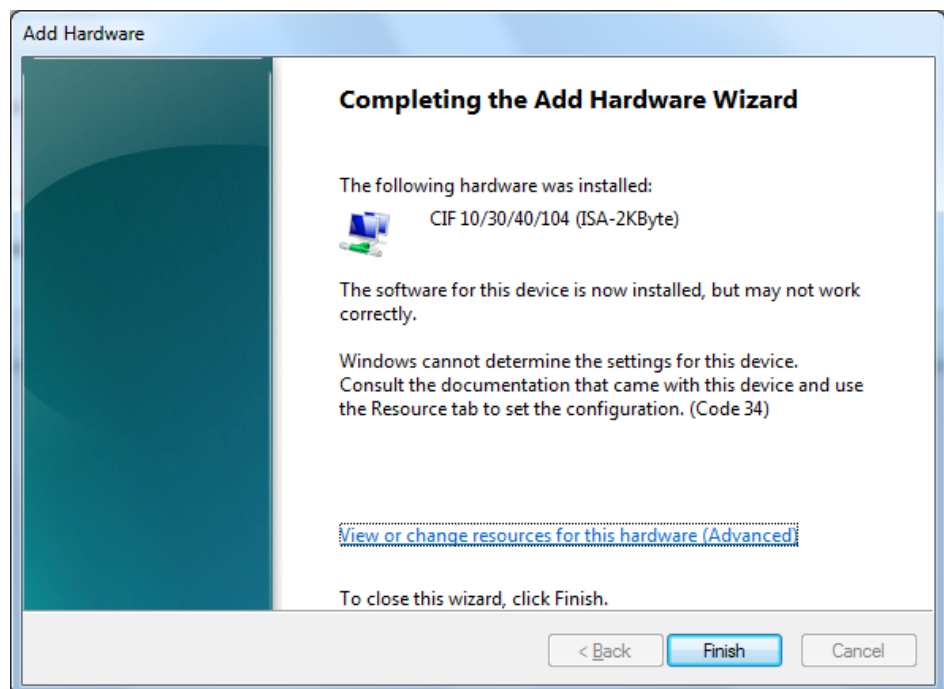 Add Hardware
Completing the Add Hardware Wizard
The following hardware was installed:
CIF 10/30/40/104 (ISA-2KByte)
The software for this device is now installed, but may not work
correctly.
Windows cannot determine the settings for this device.
Consult the documentation that came with this device and use
the Resource tab to set the configuration. (Code 34)
View or change resources for this hardware (Advanced)
To close this wizard, click Finish.
< Back
Finish
Cancel